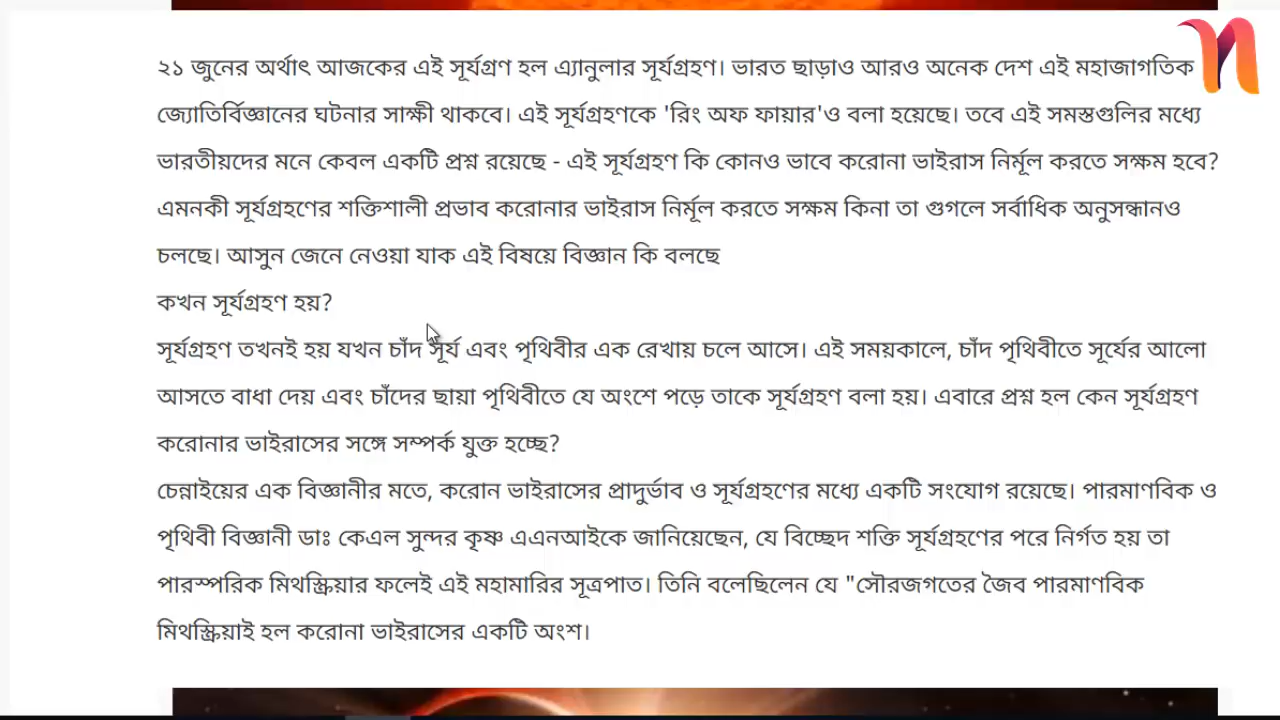 ২১ জুনের অর্থাৎ আজকের এই সূর্যগ্রণ হল এ্যানুলার সূর্যগ্রহণ। ভারত ছাড়াও আরও অনেক দেশ এই মহাজাগতিক
জ্যোতির্বিজ্ঞানের ঘটনার সাক্ষী থাকবে। এই সূর্যগ্রহণকে 'রিং অফ ফায়ার'ও বলা হয়েছে। তবে এই সমস্তগুলির মধ্যে
ভারতীয়দের মনে কেবল একটি প্রশ্ন রয়েছে - এই সূর্যগ্রহণ কি কোনও ভাবে করোনা ভাইরাস নির্মূল করতে সক্ষম হবে?
এমনকী সূর্যগ্রহণের শক্তিশালী প্রভাব করোনার ভাইরাস নির্মূল করতে সক্ষম কিনা তা গুগলে সর্বাধিক অনুসন্ধানও
চলছে। আসুন জেনে নেওয়া যাক এই বিষয়ে বিজ্ঞান কি বলছে
কখন সূর্যগ্রহণ হয়?
সূর্যগ্রহণ তখনই হয় যখন চাঁদ সূর্য এবং পৃথিবীর এক রেখায় চলে আসে। এই সময়কালে, চাঁদ পৃথিবীতে সূর্যের আলো
আসতে বাধা দেয় এবং চাঁদের ছায়া পৃথিবীতে যে অংশে পড়ে তাকে সূর্যগ্রহণ বলা হয়। এবারে প্রশ্ন হল কেন সূর্যগ্রহণ
করোনার ভাইরাসের সঙ্গে সম্পর্ক যুক্ত হচ্ছে?
চেন্নাইয়ের এক বিজ্ঞানীর মতে, করোন ভাইরাসের প্রাদুর্ভাব ও সূর্যগ্রহণের মধ্যে একটি সংযোগ রয়েছে। পারমাণবিক ও
পৃথিবী বিজ্ঞানী ডাঃ কেএল সুন্দর কৃষ্ণ এএনআইকে জানিয়েছেন, যে বিচ্ছেদ শক্তি সূর্যগ্রহণের পরে নির্গত হয় তা
পারস্পরিক মিথস্ক্রিয়ার ফলেই এই মহামারির সূত্রপাত। তিনি বলেছিলেন যে "সৌরজগতের জৈব পারমাণবিক
মিথস্ক্রিয়াই হল করোনা ভাইরাসের একটি অংশ।